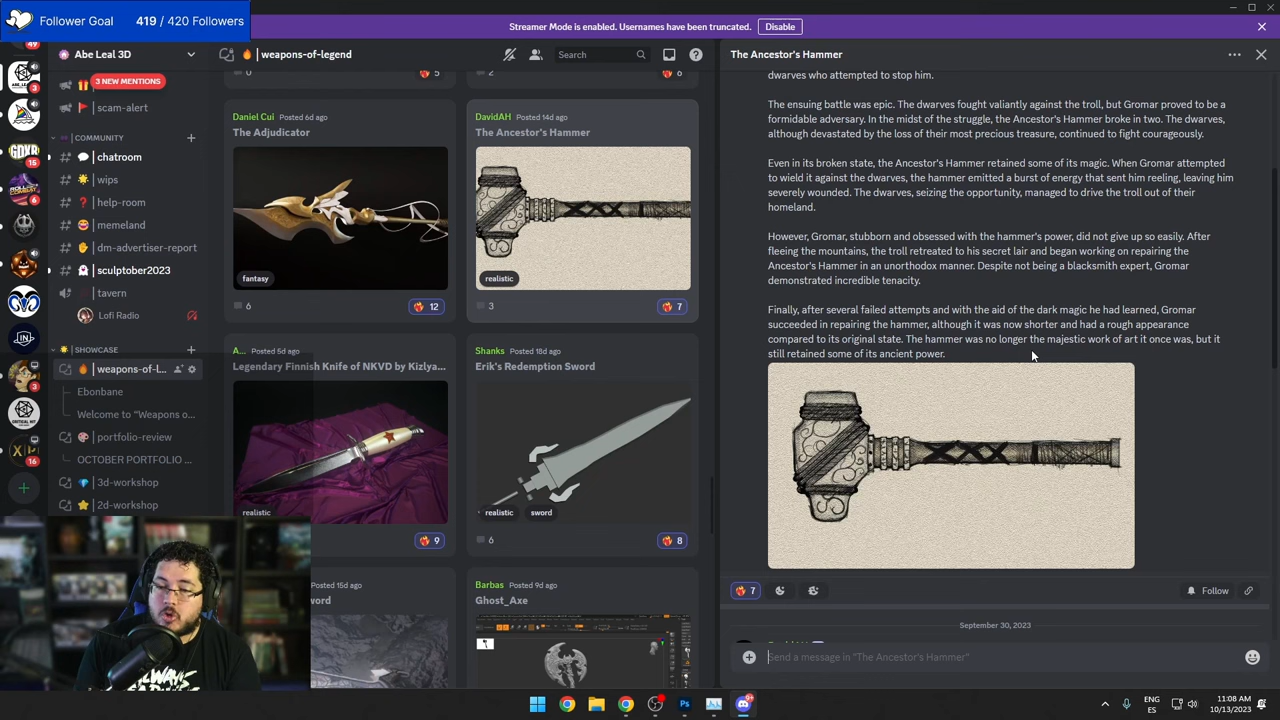 Follower Goal 419 / 420 Followers
Streamer Mode is enabled. Usernames have been truncated. Disable
49
Abe Leal 3D
3 NEW MENTIONS
scam-alert
COMMUNITY
chatroom
wips
help-room
memeland
dm-advertiser-report
sculptober2023
tavern
Lofi Radio
SHOWCASE
weapons-of-l...
Ebonbane
Welcome to "Weapons o...
portfolio-review
OCTOBER PORTFOLIO ...
3d-workshop
2d-workshop
3
15
6
IN
3
16
weapons-of-legend
Search
0
5
2
6
Daniel Cui Posted 6d ago
The Adjudicator
fantasy
6
12
DavidAH Posted 14d ago
The Ancestor's Hammer
realistic
3
7
A... Posted 5d ago
Legendary Finnish Knife of NKVD by Kizlya...
realistic
9
Shanks Posted 18d ago
Erik's Redemption Sword
realistic sword
6
8
Posted 15d ago
word
Barbas Posted 9d ago
Ghost_Axe
The Ancestor's Hammer
dwarves who attempted to stop him.
The ensuing battle was epic. The dwarves fought valiantly against the troll, but Gromar proved to be a
formidable adversary. In the midst of the struggle, the Ancestor's Hammer broke in two. The dwarves,
although devastated by the loss of their most precious treasure, continued to fight courageously.
Even in its broken state, the Ancestor's Hammer retained some of its magic. When Gromar attempted
to wield it against the dwarves, the hammer emitted a burst of energy that sent him reeling, leaving him
severely wounded. The dwarves, seizing the opportunity, managed to drive the troll out of their
homeland.
However, Gromar, stubborn and obsessed with the hammer's power, did not give up so easily. After
fleeing the mountains, the troll retreated to his secret lair and began working on repairing the
Ancestor's Hammer in an unorthodox manner. Despite not being a blacksmith expert, Gromar
demonstrated incredible tenacity.
Finally, after several failed attempts and with the aid of the dark magic he had learned, Gromar
succeeded in repairing the hammer, although it was now shorter and had a rough appearance
compared to its original state. The hammer was no longer the majestic work of art it once was, but it
still retained some of its ancient power.
7
Follow
September 30, 2023
Send a message in "The Ancestor's Hammer"
ALWAYS
Ps
9+
ENG
ES
11:08 AM
10/13/2023